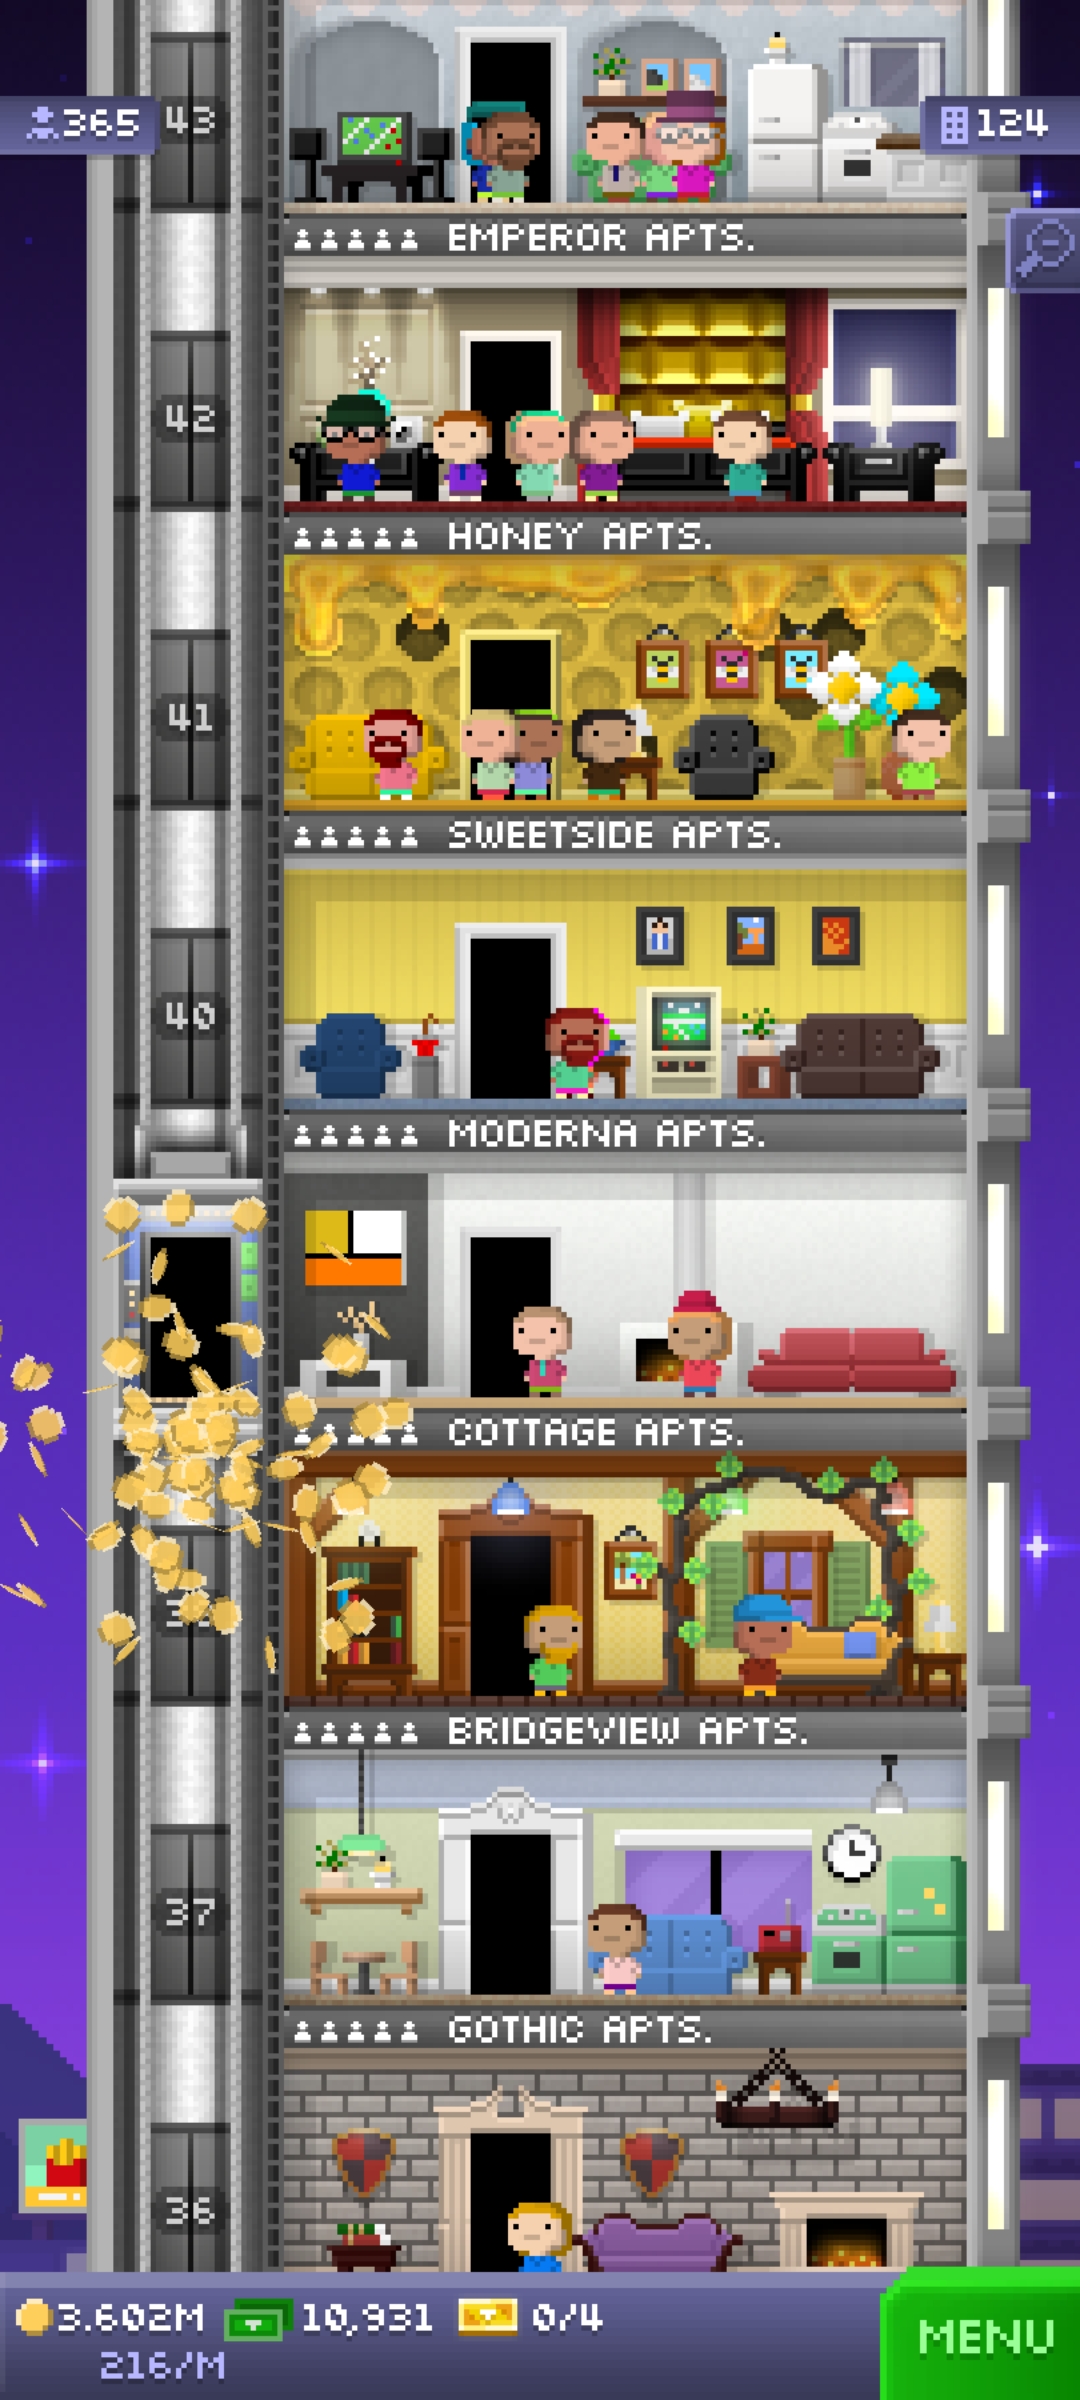 365
43
124
EMPEROR APTS.
42
HONEY APTS.
41
SWEETSIDE APTS.
40
MODERNA APTS.
COTTAGE APTS.
BRIDGEVIEW APTS.
37
GOTHIC APTS.
36
3.602M 10,931 0/4
216/M
MENU